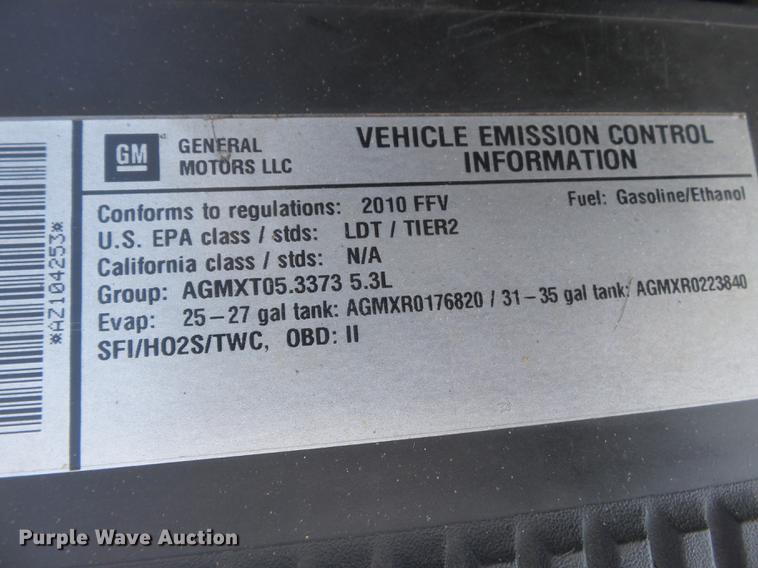 GM
GENERAL
MOTORS LLC
VEHICLE EMISSION CONTROL
INFORMATION
Conforms to regulations: 2010 FFV
Fuel: Gasoline/Ethanol
U.S. EPA class / stds: LDT / TIER2
California class / stds: N/A
Group: AGMXT05.3373 5.3L
Evap: 25-27 gal tank: AGMXR0176820 / 31-35 gal tank: AGMXR0223840
SFI/HO2S/TWC, OBD: II
*AZ104253*
Purple Wave Auction